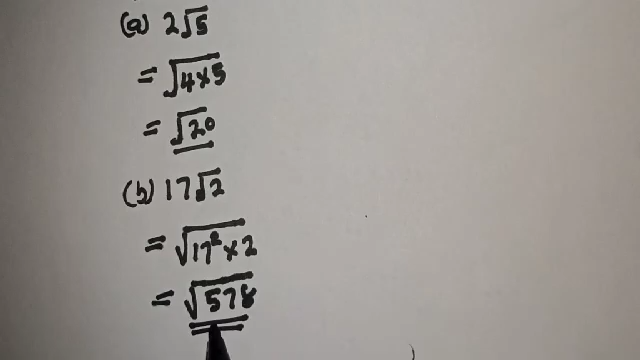 (a) 2√5
= √4×5
= √20
(b) 17√2
= √17²×2
= √578